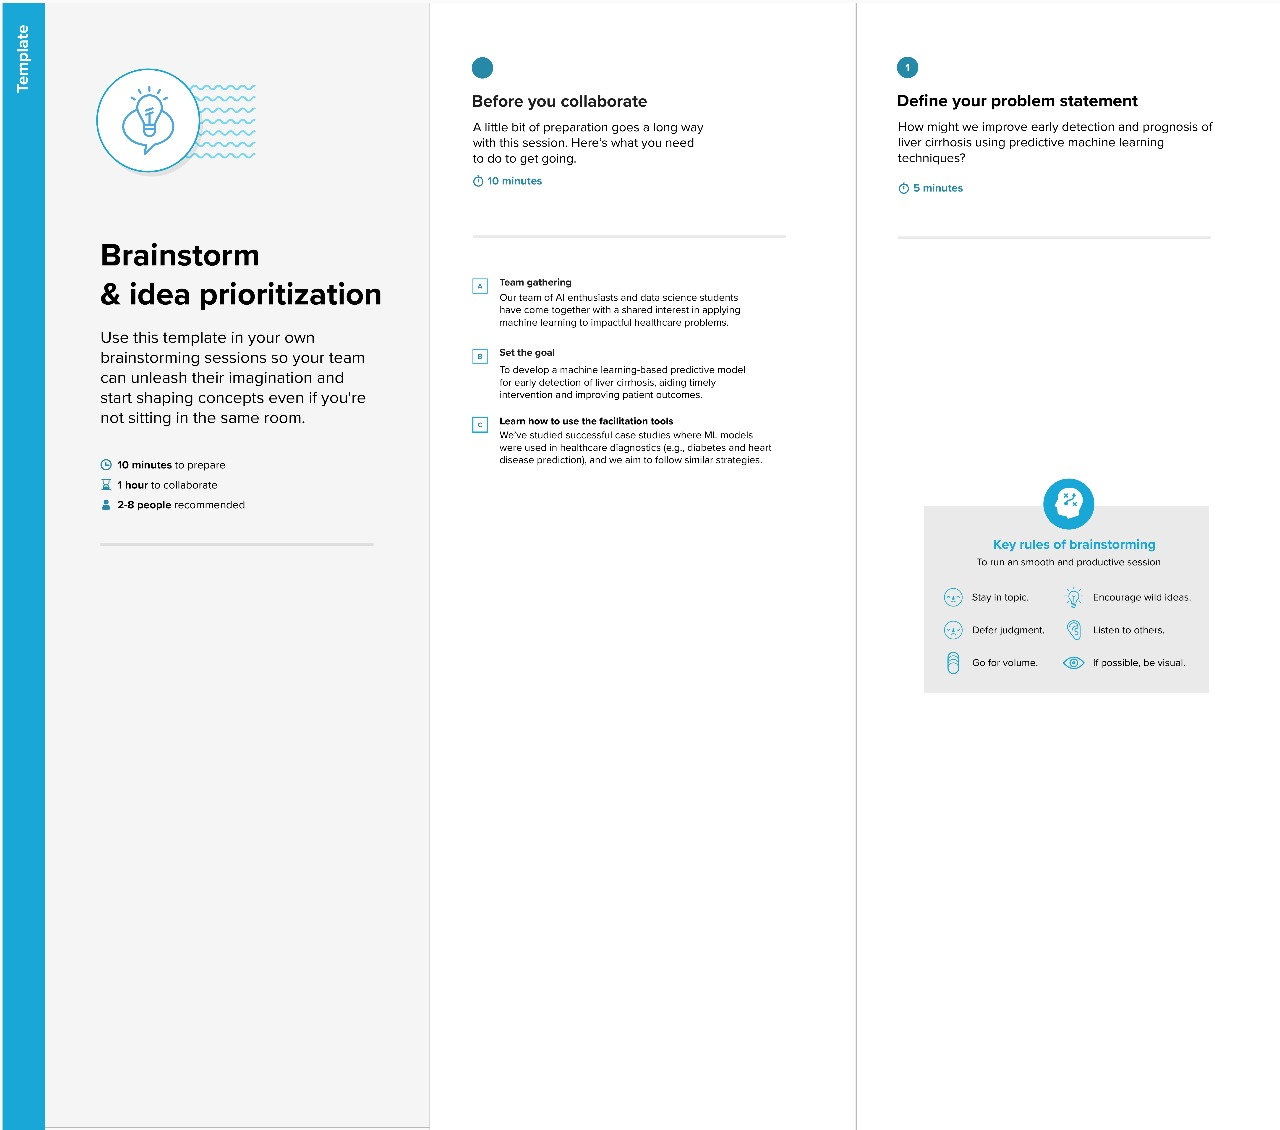 Template
Brainstorm
& idea prioritization
Use this template in your own
brainstorming sessions so your team
can unleash their imagination and
start shaping concepts even if you're
not sitting in the same room.
10 minutes to prepare
1 hour to collaborate
2-8 people recommended
Before you collaborate
A little bit of preparation goes a long way
with this session. Here's what you need
to do to get going.
10 minutes
A
Team gathering
Our team of AI enthusiasts and data science students
have come together with a shared interest in applying
machine learning to impactful healthcare problems.
B
Set the goal
To develop a machine learning-based predictive model
for early detection of liver cirrhosis, aiding timely
intervention and improving patient outcomes.
C
Learn how to use the facilitation tools
We've studied successful case studies where ML models
were used in healthcare diagnostics (e.g., diabetes and heart
disease prediction), and we aim to follow similar strategies.
1
Define your problem statement
How might we improve early detection and prognosis of
liver cirrhosis using predictive machine learning
techniques?
5 minutes
Key rules of brainstorming
To run an smooth and productive session
Stay in topic.
Encourage wild ideas.
Defer judgment.
Listen to others.
Go for volume.
If possible, be visual.